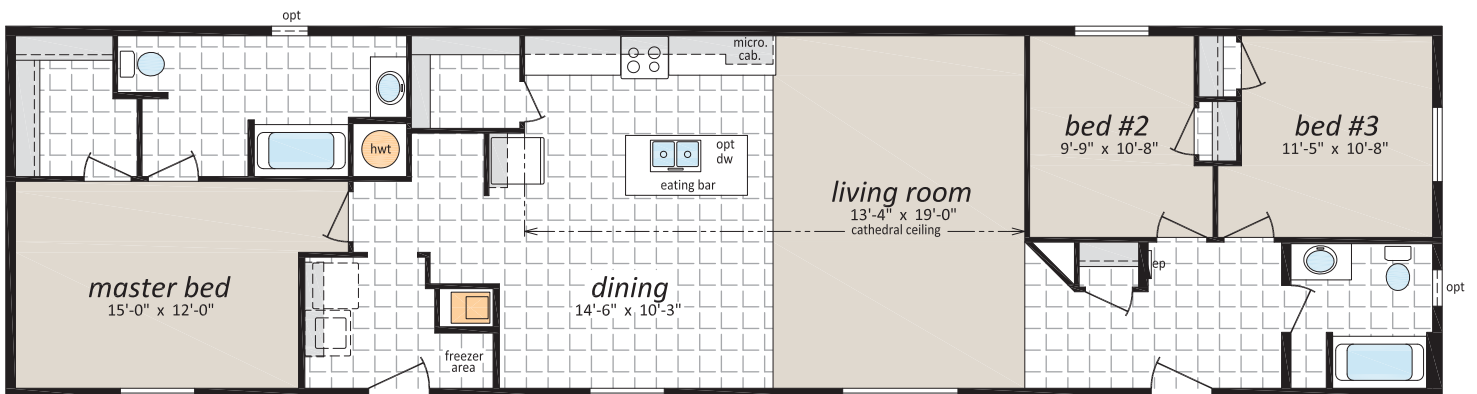 opt
micro.
cab.
hwt
opt
dw
eating bar
bed #2
9'-9" x 10'-8"
bed #3
11'-5" x 10'-8"
living room
13'-4" x 19'-0"
cathedral ceiling
master bed
15'-0" x 12'-0"
dining
14'-6" x 10'-3"
ep
opt
freezer
area